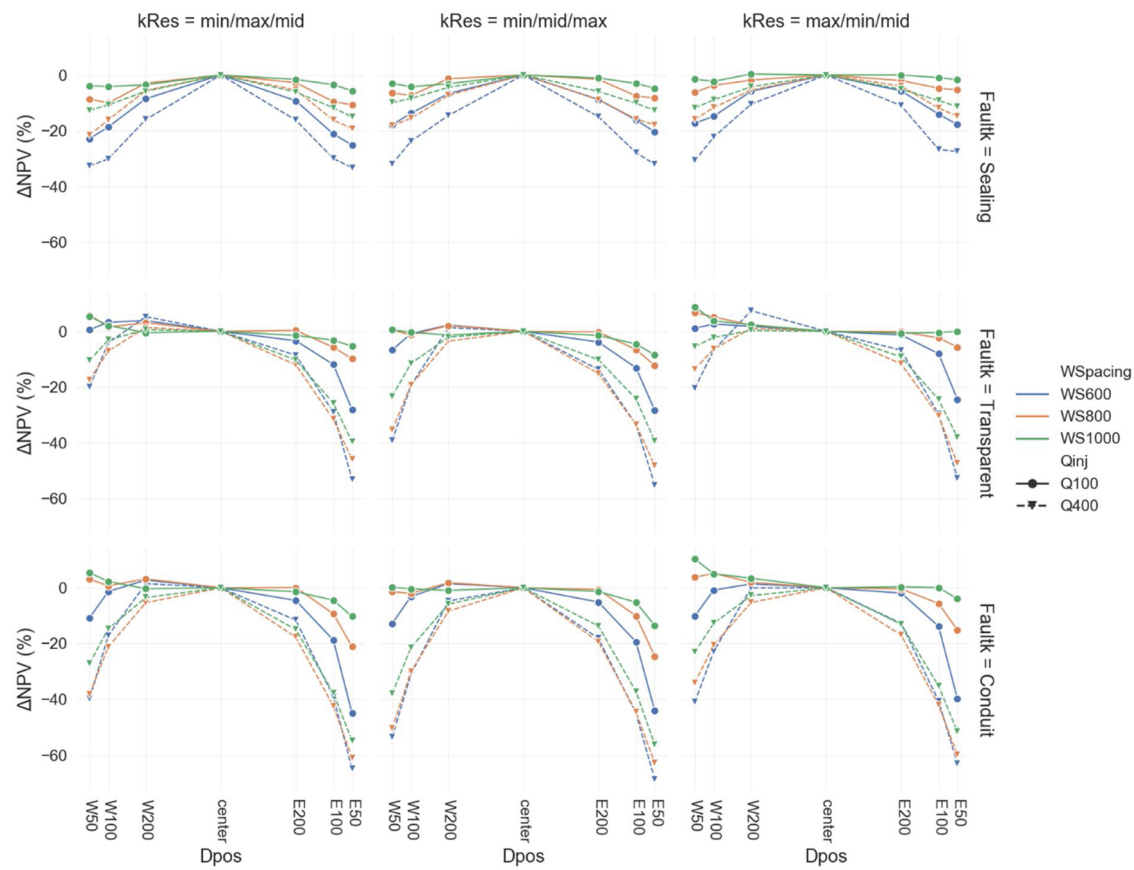 kRes = min/max/mid
kRes = min/mid/max
kRes = max/min/mid
0
−20
−40
−60
ΔNPV (%)
Faultk = Sealing
0
−20
−40
−60
ΔNPV (%)
Faultk = Transparent
0
−20
−40
−60
ΔNPV (%)
Faultk = Conduit
W50
W100
W200
center
E200
E100
E50
Dpos
W50
W100
W200
center
E200
E100
E50
Dpos
W50
W100
W200
center
E200
E100
E50
Dpos
WSpacing
WS600
WS800
WS1000
Qinj
Q100
Q400